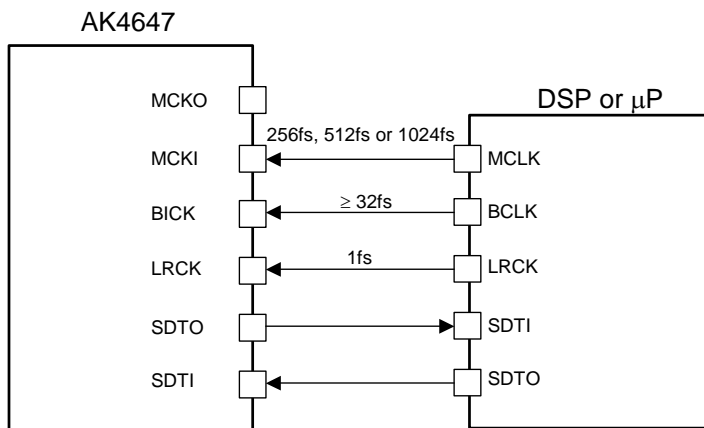 AK4647
DSP or μP
MCKO
256fs, 512fs or 1024fs
MCKI
MCLK
≥ 32fs
BICK
BCLK
1fs
LRCK
LRCK
SDTO
SDTI
SDTI
SDTO